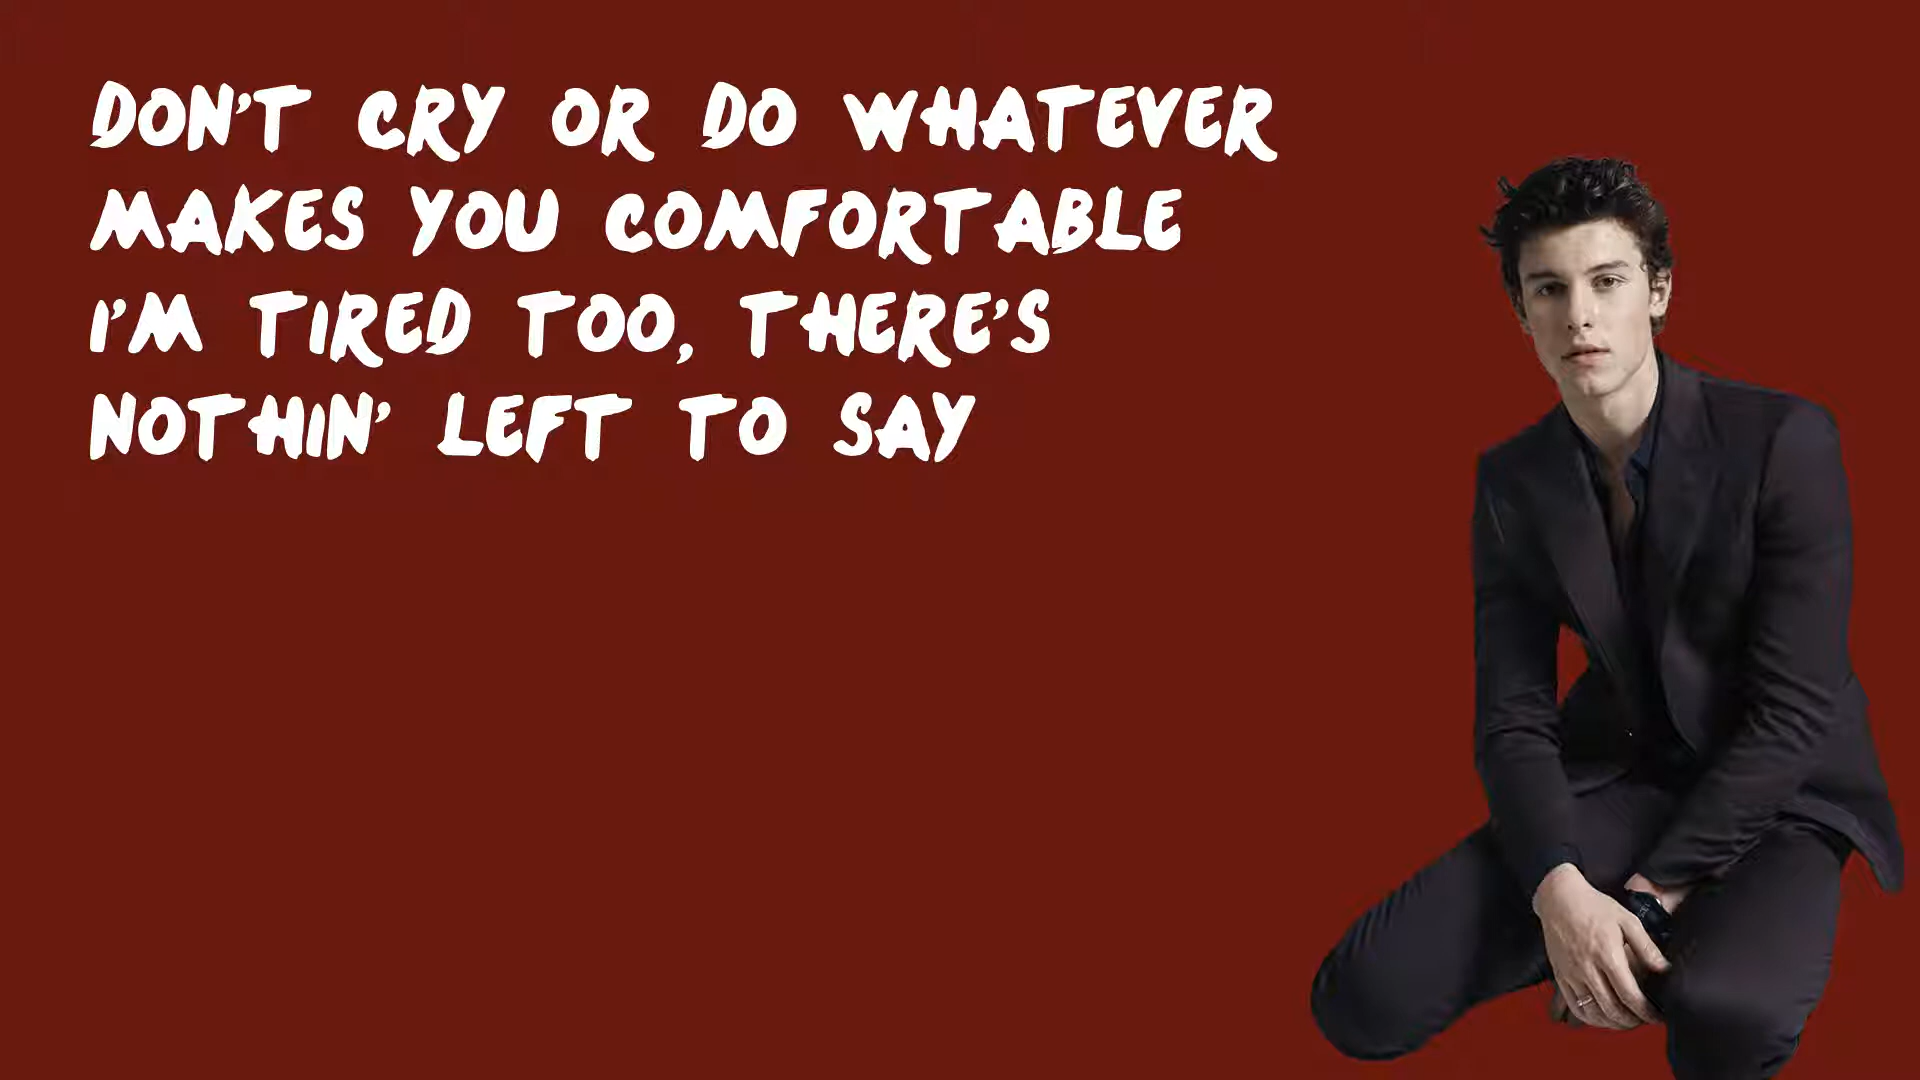 DON'T CRY OR DO WHATEVER
MAKES YOU COMFORTABLE
I'M TIRED TOO, THERE'S
NOTHIN' LEFT TO SAY